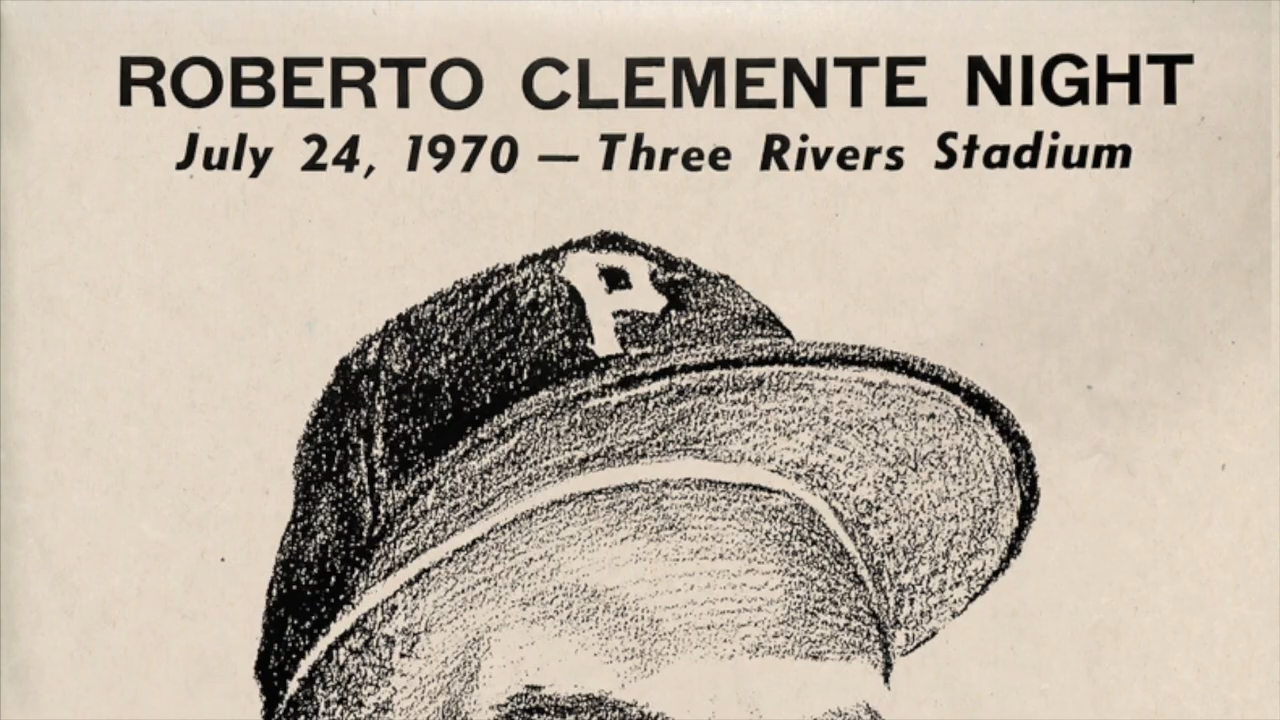 ROBERTO CLEMENTE NIGHT
July 24, 1970 — Three Rivers Stadium
P